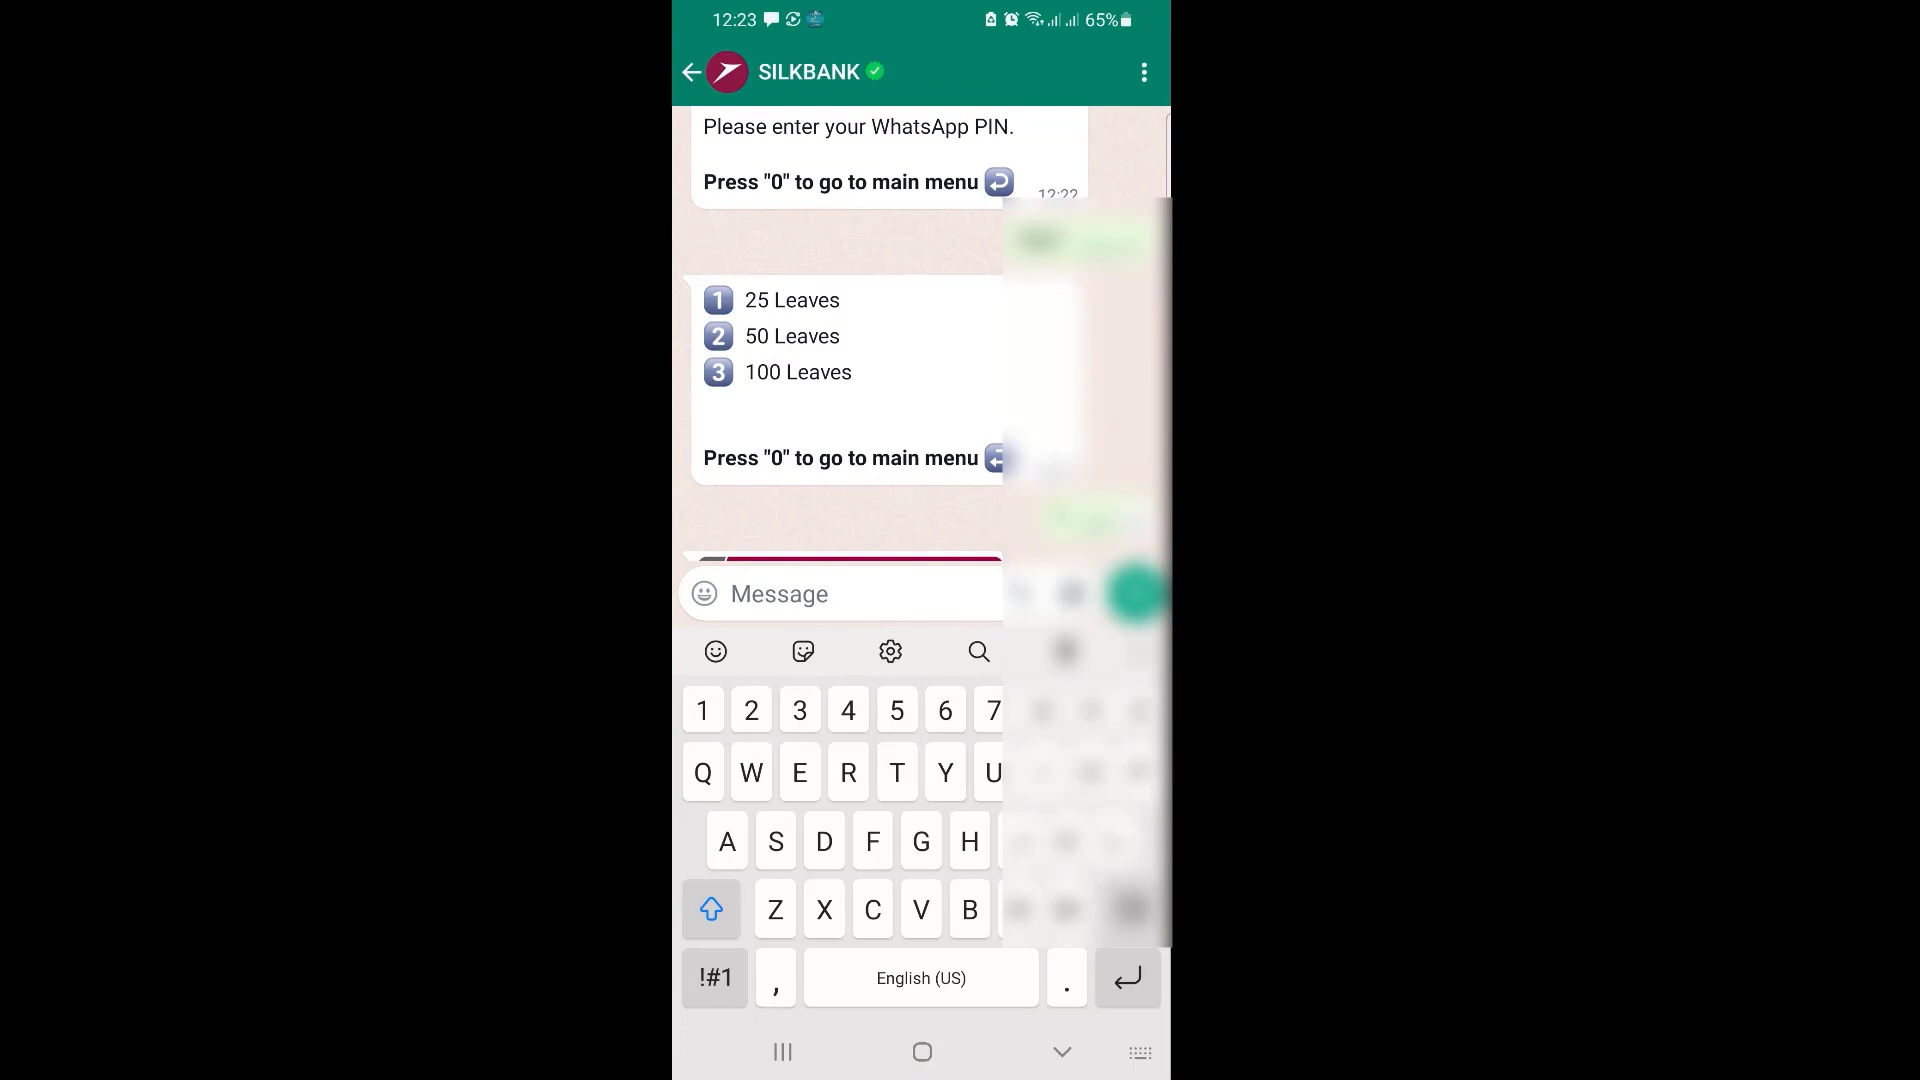 12:23 65%
SILKBANK
Please enter your WhatsApp PIN.
Press "0" to go to main menu
12:22
1 25 Leaves
2 50 Leaves
3 100 Leaves
Press "0" to go to main menu
Message
1 2 3 4 5 6 7
Q W E R T Y U
A S D F G H
Z X C V B
!#1 , English (US) .